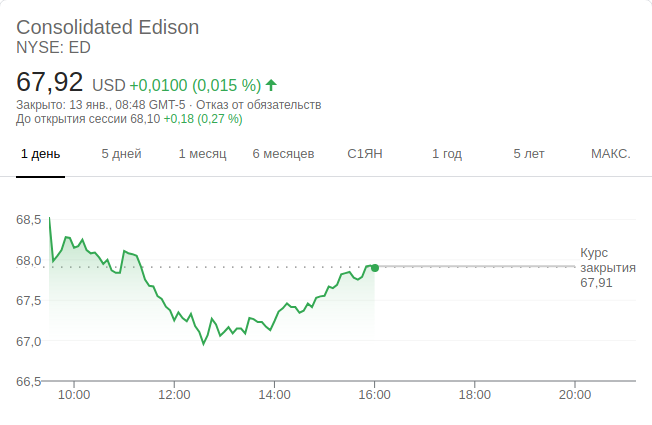 Consolidated Edison
NYSE: ED
67,92 USD +0,0100 (0,015 %)
Закрыто: 13 янв., 08:48 GMT-5 · Отказ от обязательств
До открытия сессии 68,10 +0,18 (0,27 %)
1 день 5 дней 1 месяц 6 месяцев С1ЯН 1 год 5 лет МАКС.
68,5
68,0
67,5
67,0
66,5
Курс
закрытия
67,91
10:00 12:00 14:00 16:00 18:00 20:00